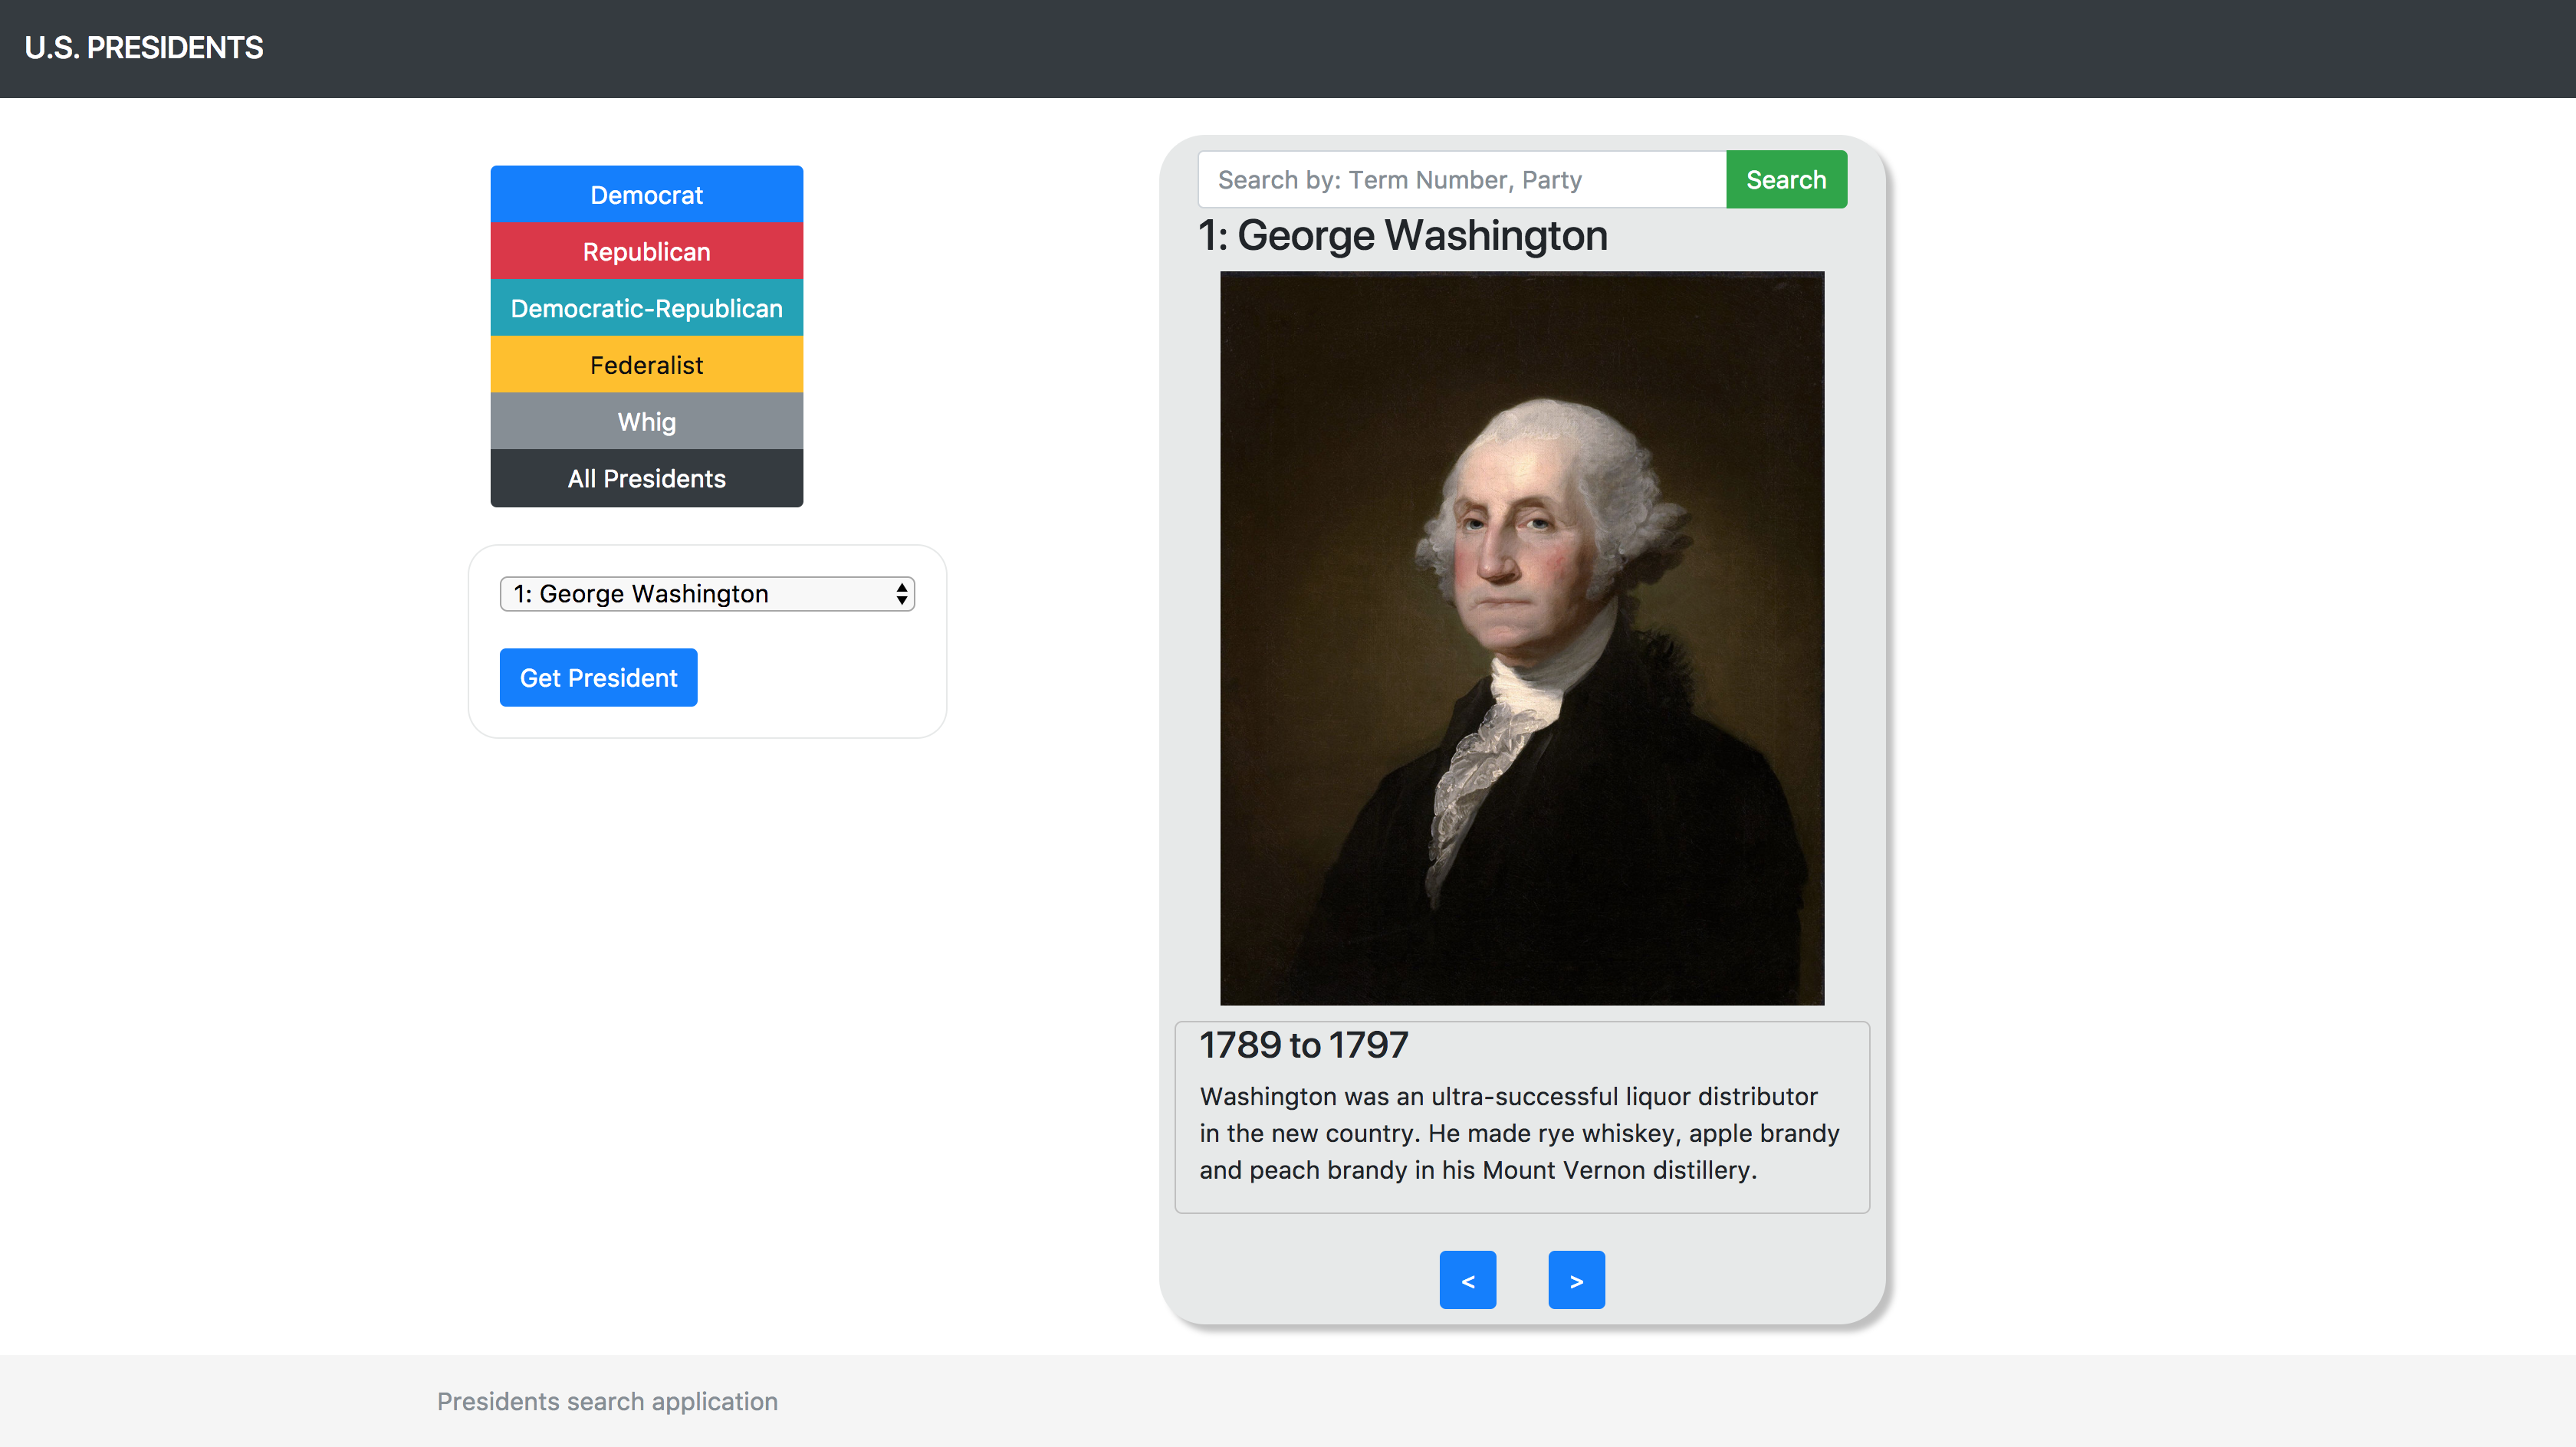 U.S. PRESIDENTS
Democrat
Republican
Democratic-Republican
Federalist
Whig
All Presidents
1: George Washington
Get President
Search by: Term Number, Party
Search
1: George Washington
1789 to 1797
Washington was an ultra-successful liquor distributor
in the new country. He made rye whiskey, apple brandy
and peach brandy in his Mount Vernon distillery.
<
>
Presidents search application